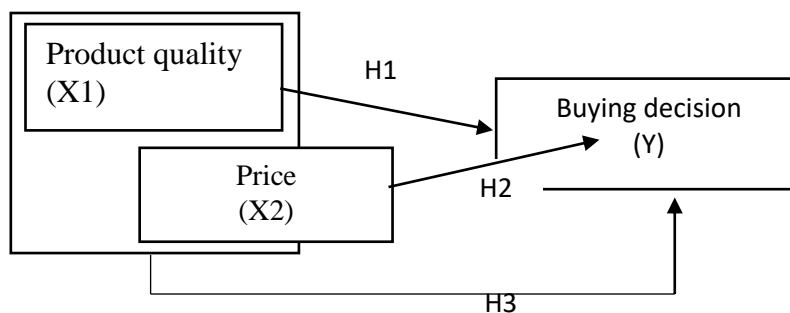 Product quality
(X1)
H1
Buying decision
(Y)
Price
(X2)
H2
H3